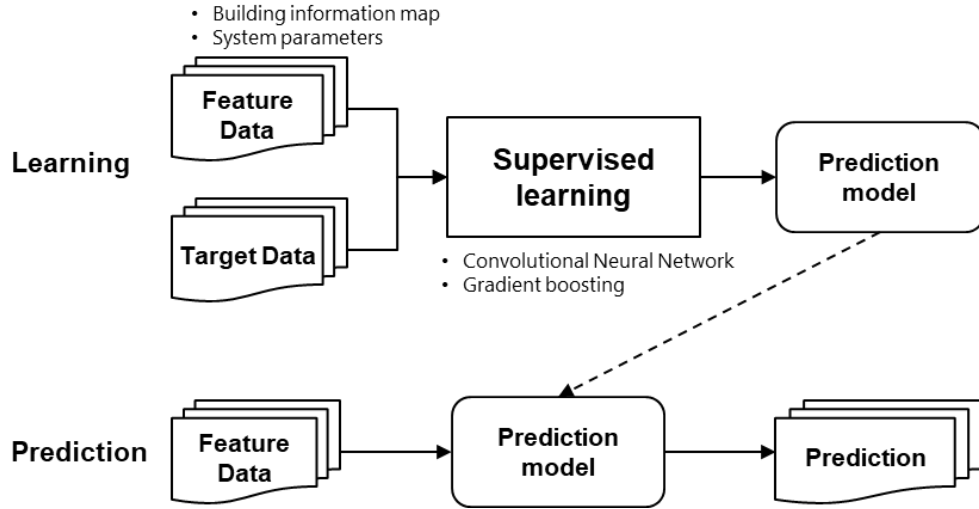 • Building information map
• System parameters
Feature
Data
Learning
Supervised
learning
Prediction
model
Target Data
• Convolutional Neural Network
• Gradient boosting
Prediction
Feature
Data
Prediction
model
Prediction